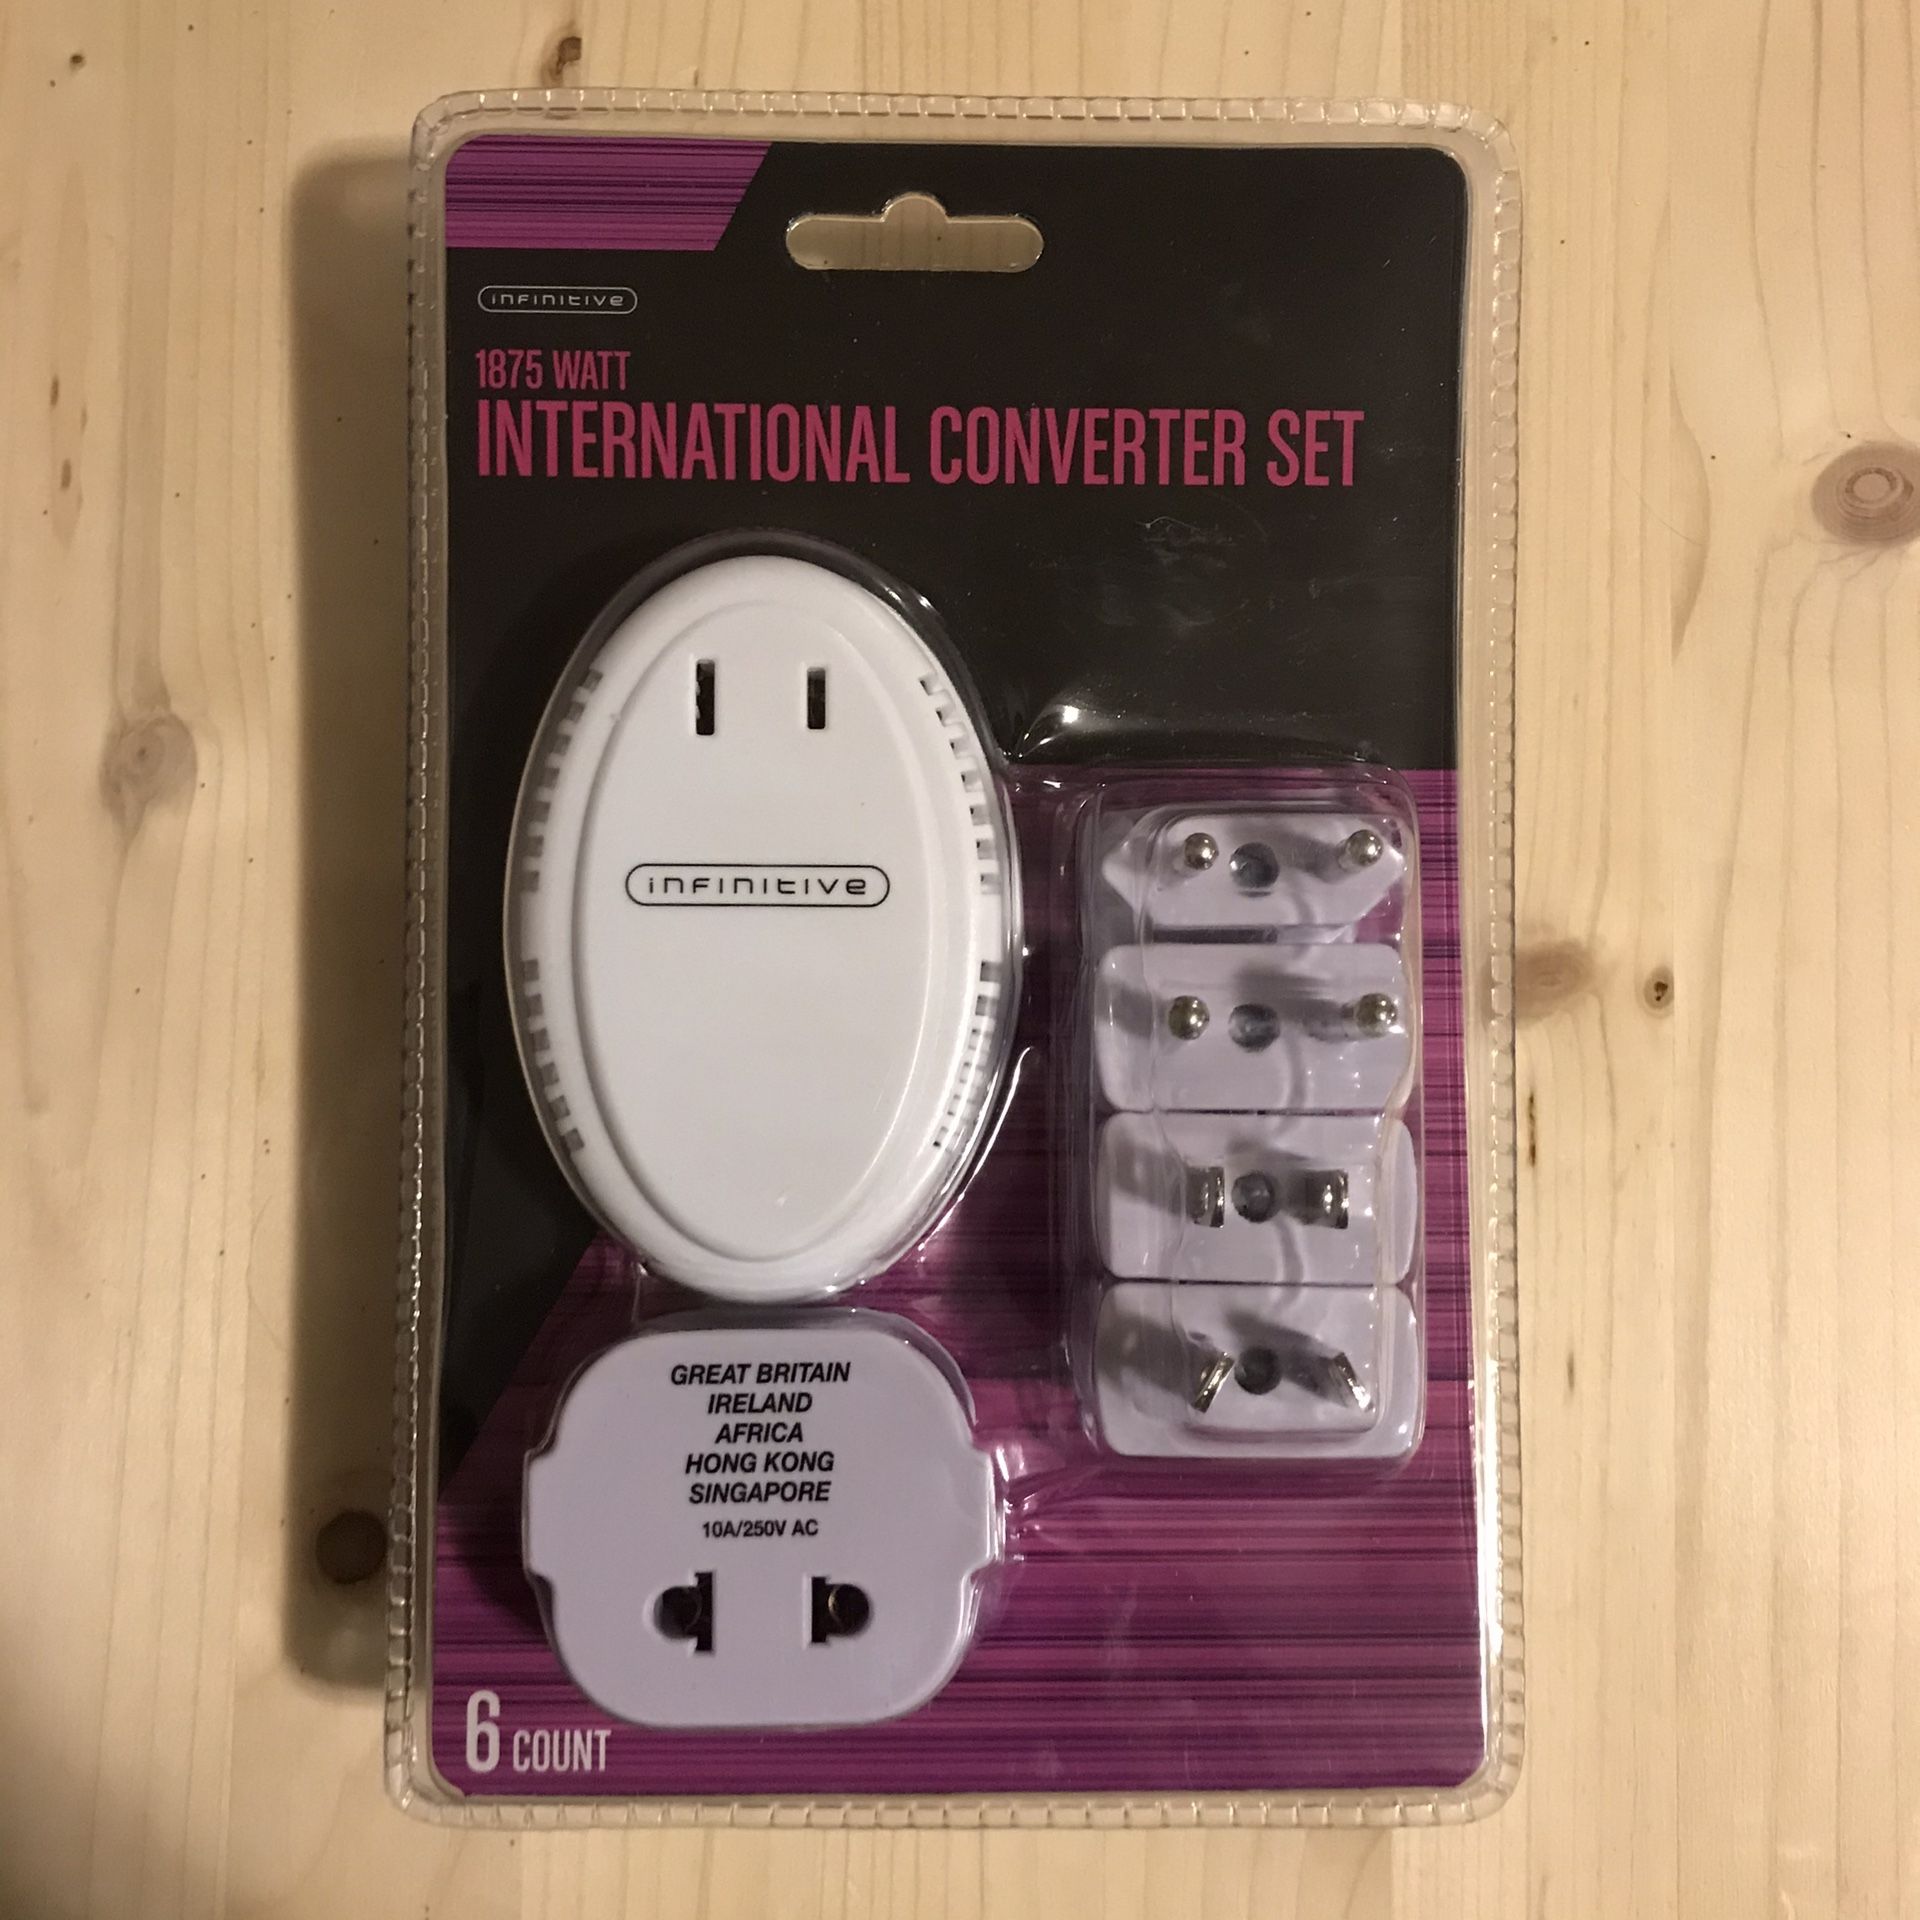 infinitive
1875 WATT
INTERNATIONAL CONVERTER SET
infinitive
GREAT BRITAIN
IRELAND
AFRICA
HONG KONG
SINGAPORE
10A/250V AC
6 COUNT